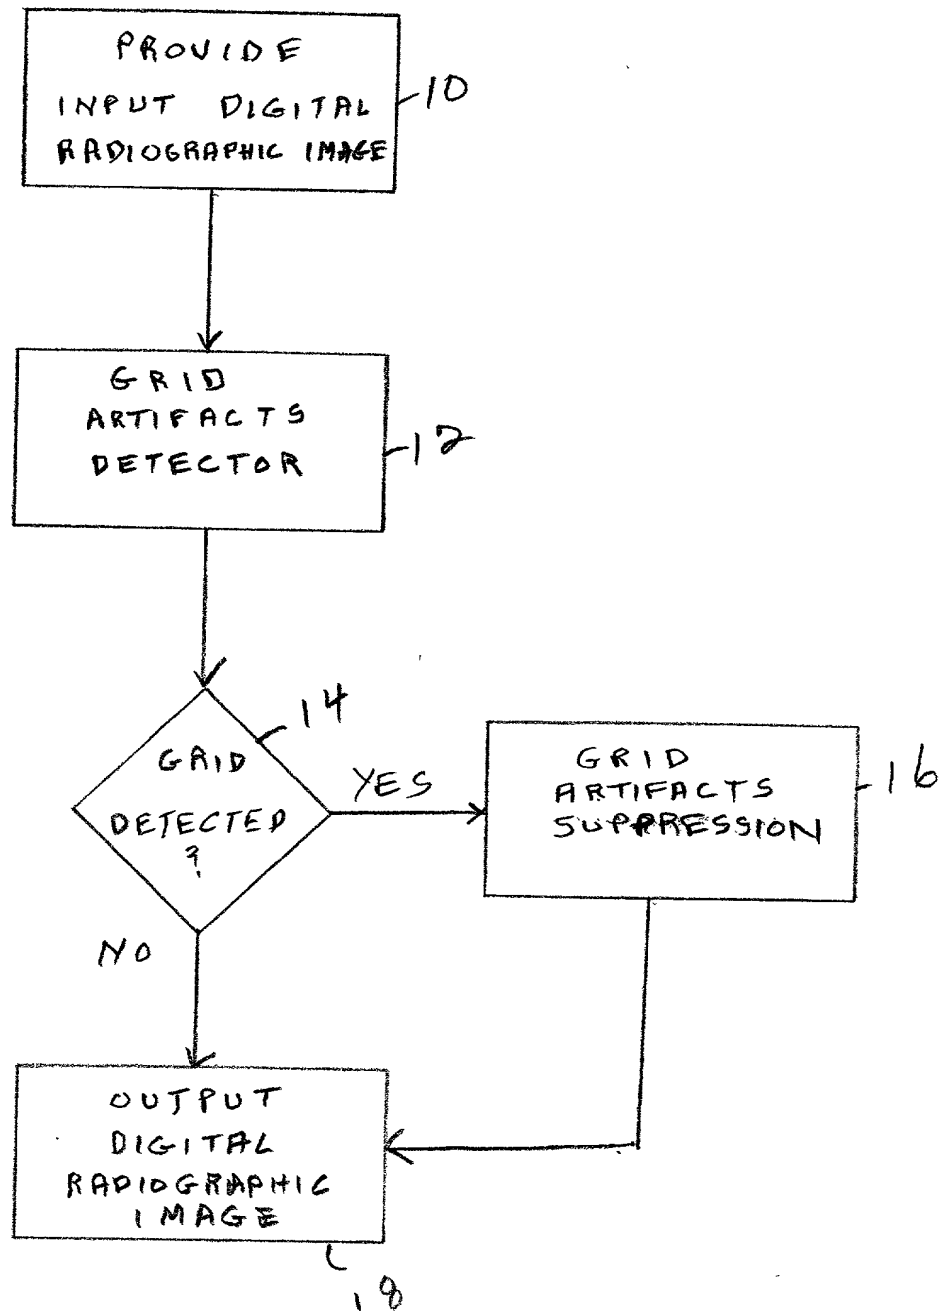 PROVIDE
INPUT DIGITAL
RADIOGRAPHIC IMAGE
10
GRID
ARTIFACTS
DETECTOR
12
14
GRID
DETECTED
?
YES
GRID
ARTIFACTS
SUPPRESSION
16
NO
OUTPUT
DIGITAL
RADIOGRAPHIC
IMAGE
18